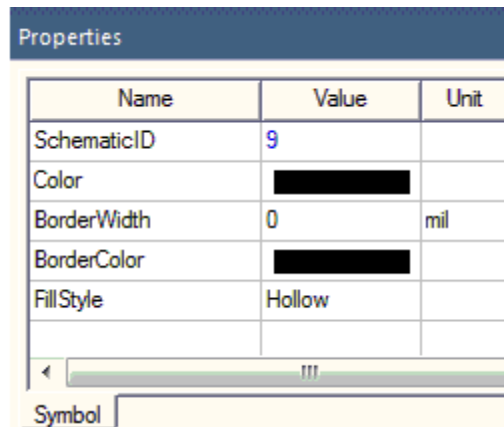 Properties
Name Value Unit
SchematicID 9
Color
BorderWidth 0 mil
BorderColor
FillStyle Hollow
Symbol